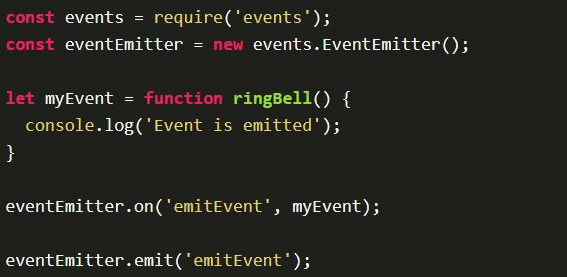 const events = require('events');
const eventEmitter = new events.EventEmitter();
let myEvent = function ringBell() {
console.log('Event is emitted');
}
eventEmitter.on('emitEvent', myEvent);
eventEmitter.emit('emitEvent');